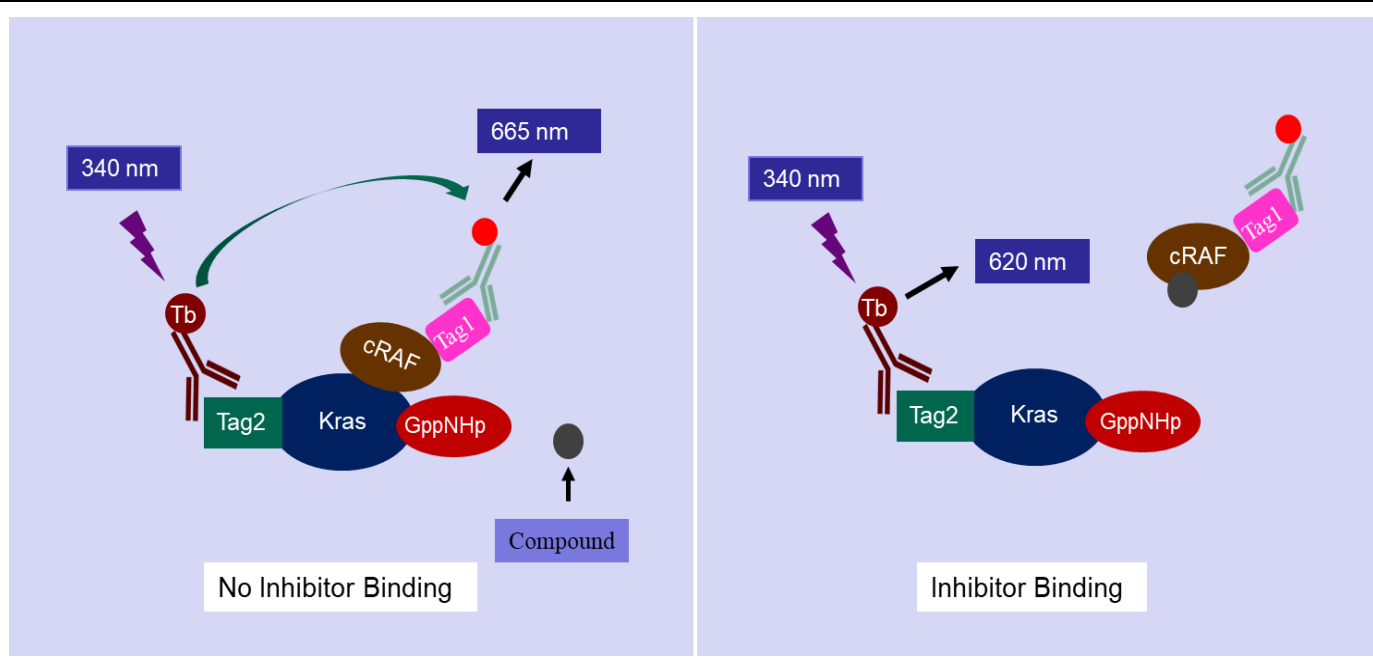 665 nm
340 nm
Tb
cRAF
Tag1
Tag2
Kras
GppNHp
Compound
No Inhibitor Binding
340 nm
620 nm
Tag1
cRAF
Tb
Tag2
Kras
GppNHp
Inhibitor Binding